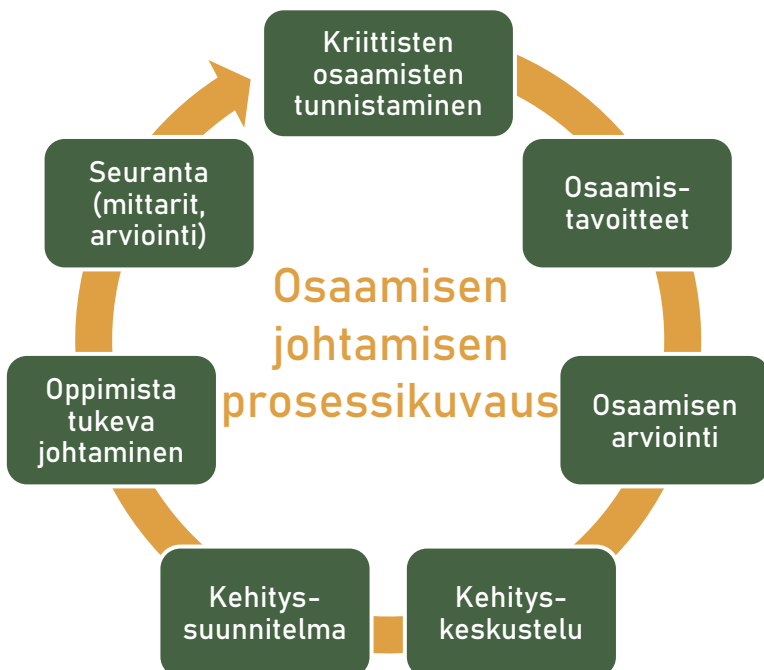 Kriittisten
osaamisten
tunnistaminen
Osaamis-
tavoitteet
Osaamisen
arviointi
Kehitys-
keskustelu
Kehitys-
suunnitelma
Oppimista
tukeva
johtaminen
Seuranta
(mittarit,
arviointi)
Osaamisen
johtamisen
prosessikuvaus